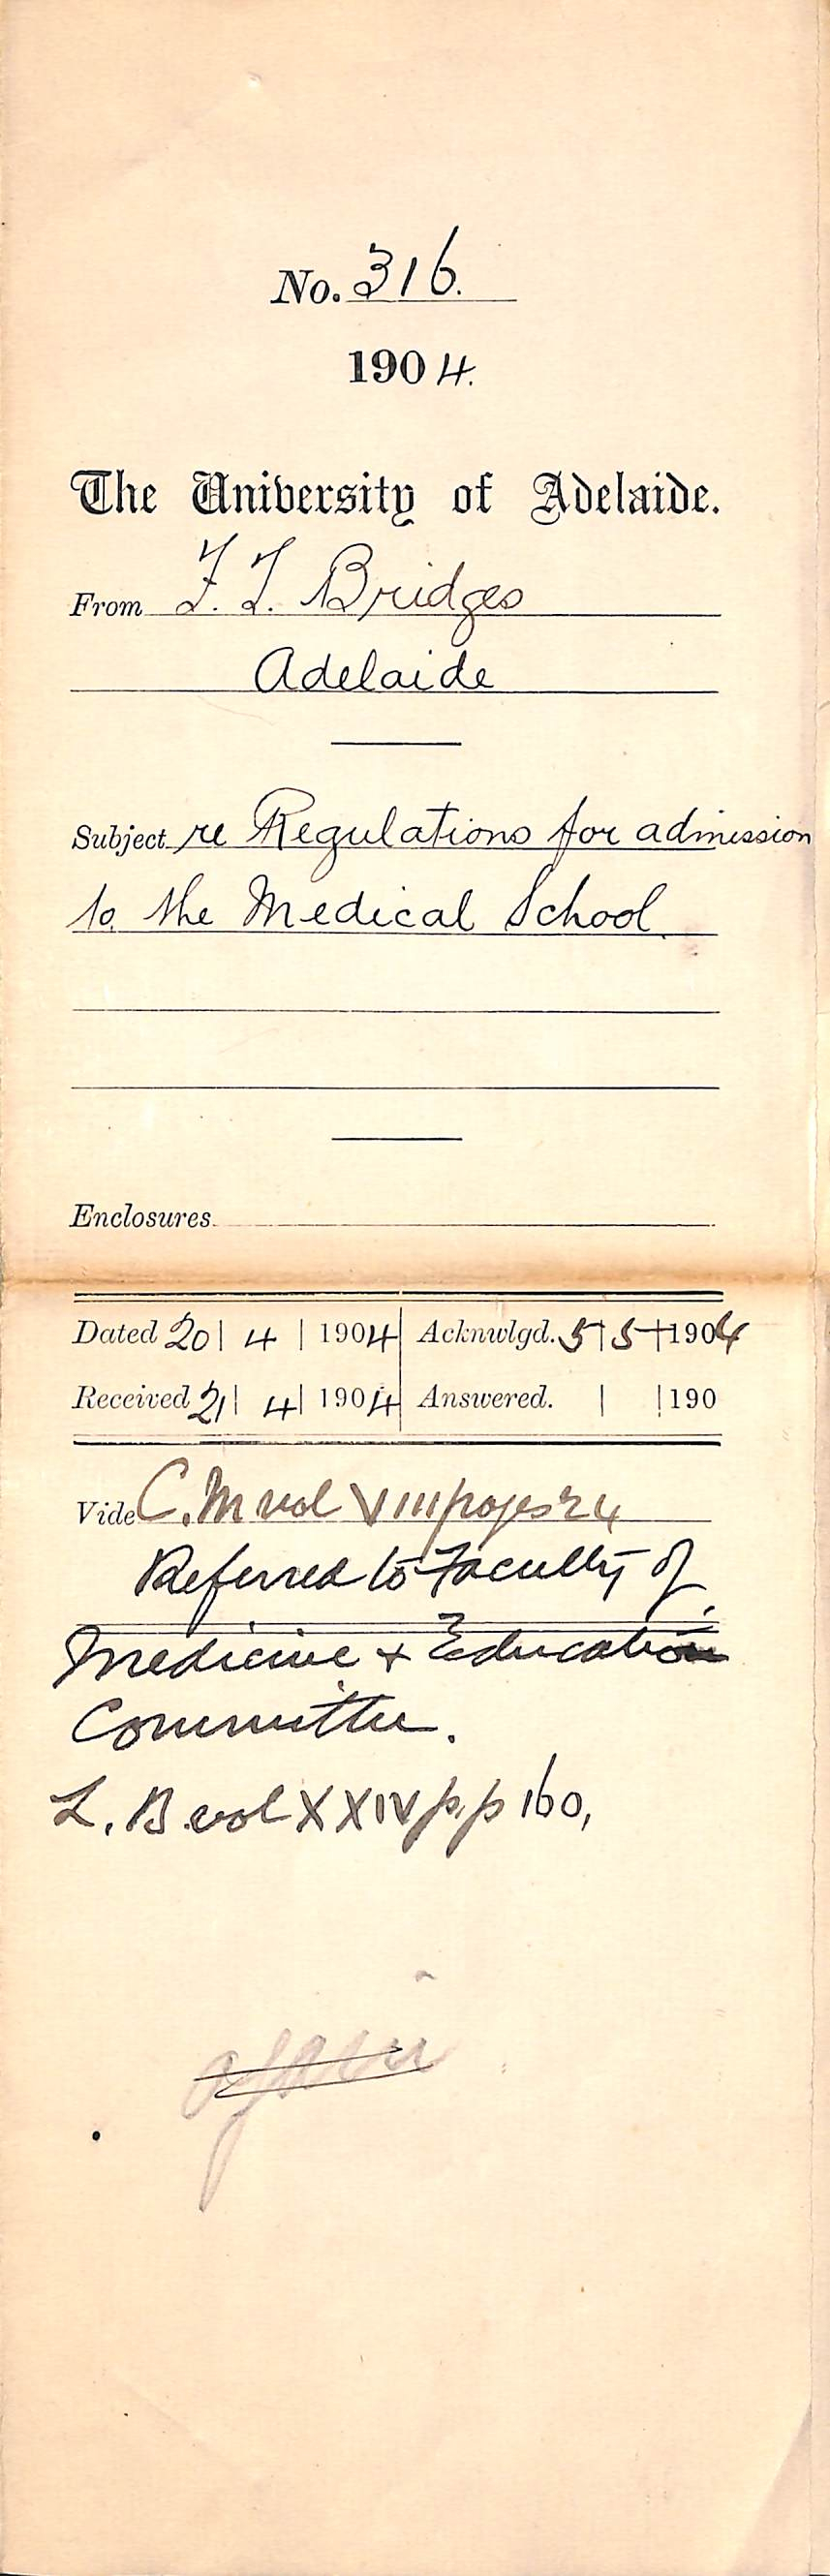 No. 316.
1904.
The University of Adelaide.
From F. T. Bridges
Adelaide
Subject re Regulations for admission
to the Medical School
Enclosures
Dated 20 | 4 | 1904 Acknwlgd. 5 | 5 | 1904
Received 21 | 4 | 1904 Answered. | | 190
Vide C. M vol VIII pages 24
Referred to Faculty of
Medicine + Education
Committee.
L. B vol XXIV pp 160,